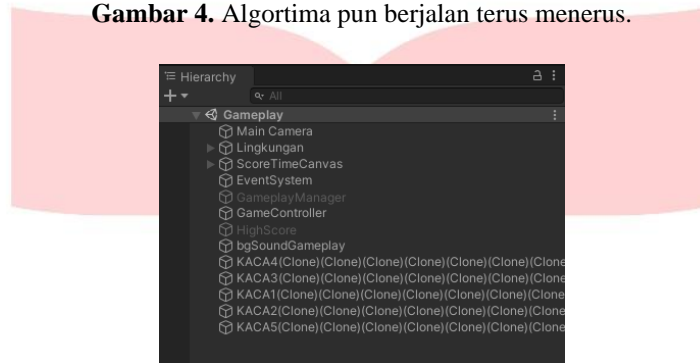 Gambar 4. Algortima pun berjalan terus menerus.
Hierarchy
All
Gameplay
Main Camera
Lingkungan
ScoreTimeCanvas
EventSystem
GameplayManager
GameController
HighScore
bgSoundGameplay
KACA4(Clone)(Clone)(Clone)(Clone)(Clone)(Clone
KACA3(Clone)(Clone)(Clone)(Clone)(Clone)(Clone
KACA1(Clone)(Clone)(Clone)(Clone)(Clone)(Clone
KACA2(Clone)(Clone)(Clone)(Clone)(Clone)(Clone
KACA5(Clone)(Clone)(Clone)(Clone)(Clone)(Clone